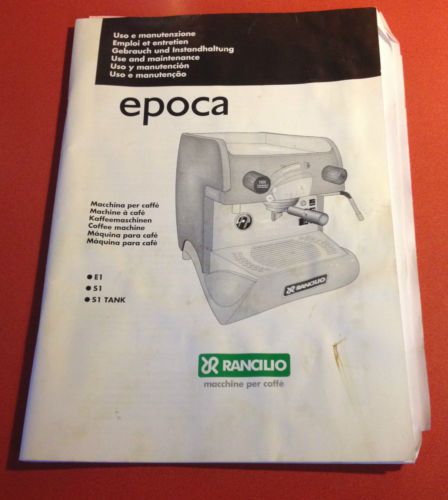 Uso e manutenzione
Emploi et entretien
Gebrauch und Instandhaltung
Use and maintenance
Uso y manutención
Uso e manutenção
epoca
Macchina per caffè
Machine à café
Kaffeemaschinen
Coffee machine
Máquina para café
Máquina para café
● E1
● S1
● S1 TANK
RANCILIO
RANCILIO
macchine per caffè